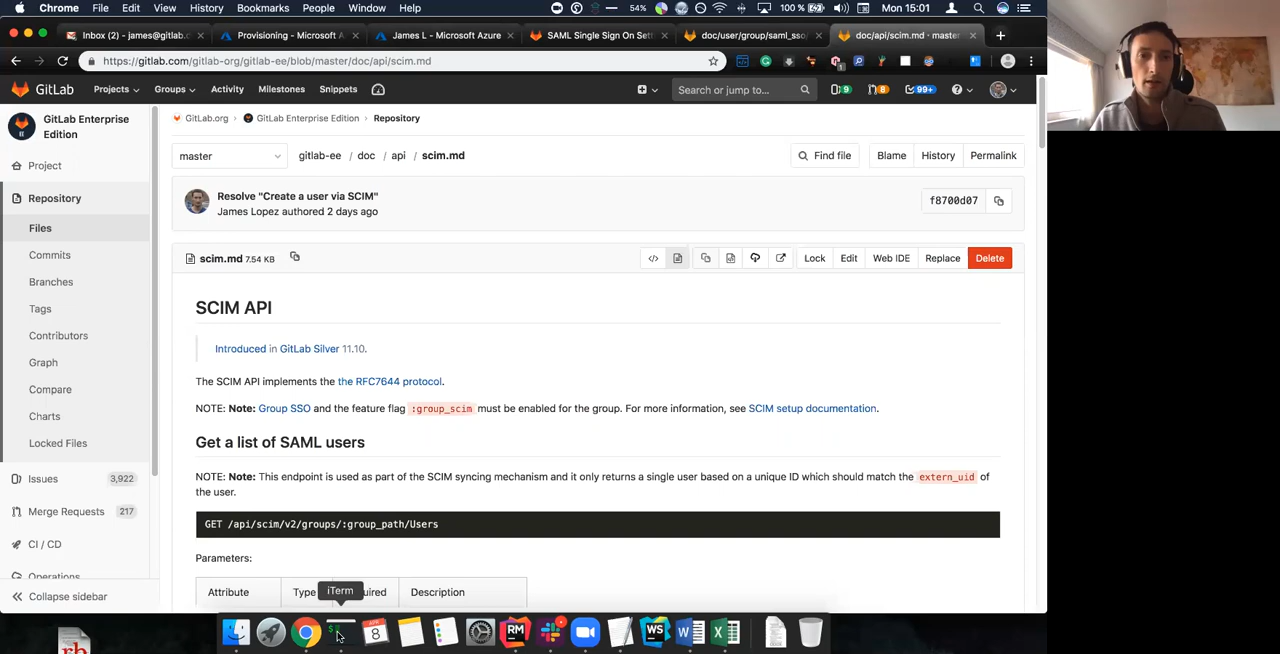 Chrome File Edit View History Bookmarks People Window Help 54% 100 % Mon 15:01
Inbox (2) - james@gitlab.c Provisioning - Microsoft A James L - Microsoft Azure SAML Single Sign On Sett doc/user/group/saml_sso/ doc/api/scim.md · master
https://gitlab.com/gitlab-org/gitlab-ee/blob/master/doc/api/scim.md
GitLab Projects Groups Activity Milestones Snippets Search or jump to... 9 8 99+
GitLab Enterprise Edition
GitLab.org › GitLab Enterprise Edition › Repository
Project
Repository
Files
Commits
Branches
Tags
Contributors
Graph
Compare
Charts
Locked Files
Issues 3,922
Merge Requests 217
CI / CD
Operations
Collapse sidebar
master gitlab-ee / doc / api / scim.md Find file Blame History Permalink
Resolve "Create a user via SCIM" f8700d07
James Lopez authored 2 days ago
scim.md 7.54 KB Lock Edit Web IDE Replace Delete
SCIM API
Introduced in GitLab Silver 11.10.
The SCIM API implements the the RFC7644 protocol.
NOTE: Note: Group SSO and the feature flag :group_scim must be enabled for the group. For more information, see SCIM setup documentation.
Get a list of SAML users
NOTE: Note: This endpoint is used as part of the SCIM syncing mechanism and it only returns a single user based on a unique ID which should match the extern_uid of
the user.
GET /api/scim/v2/groups/:group_path/Users
Parameters:
Attribute Type uired Description
iTerm
APR
8
RM
WS
W
X
rb